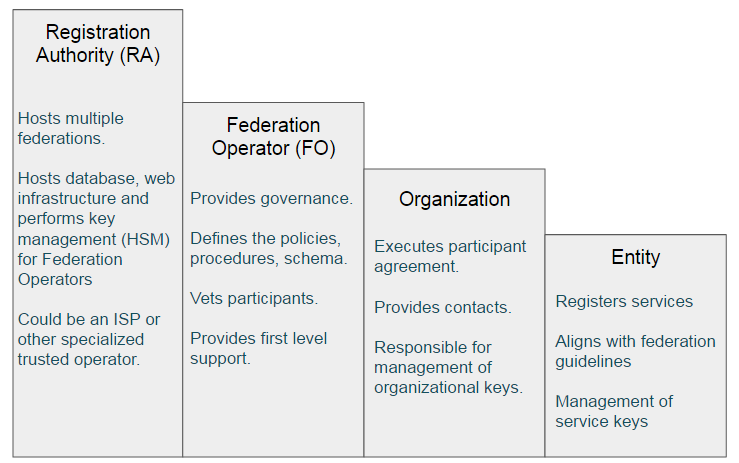 Registration
Authority (RA)
Hosts multiple
federations.
Hosts database, web
infrastructure and
performs key
management (HSM)
for Federation
Operators
Could be an ISP or
other specialized
trusted operator.
Federation
Operator (FO)
Provides governance.
Defines the policies,
procedures, schema.
Vets participants.
Provides first level
support.
Organization
Executes participant
agreement.
Provides contacts.
Responsible for
management of
organizational keys.
Entity
Registers services
Aligns with federation
guidelines
Management of
service keys